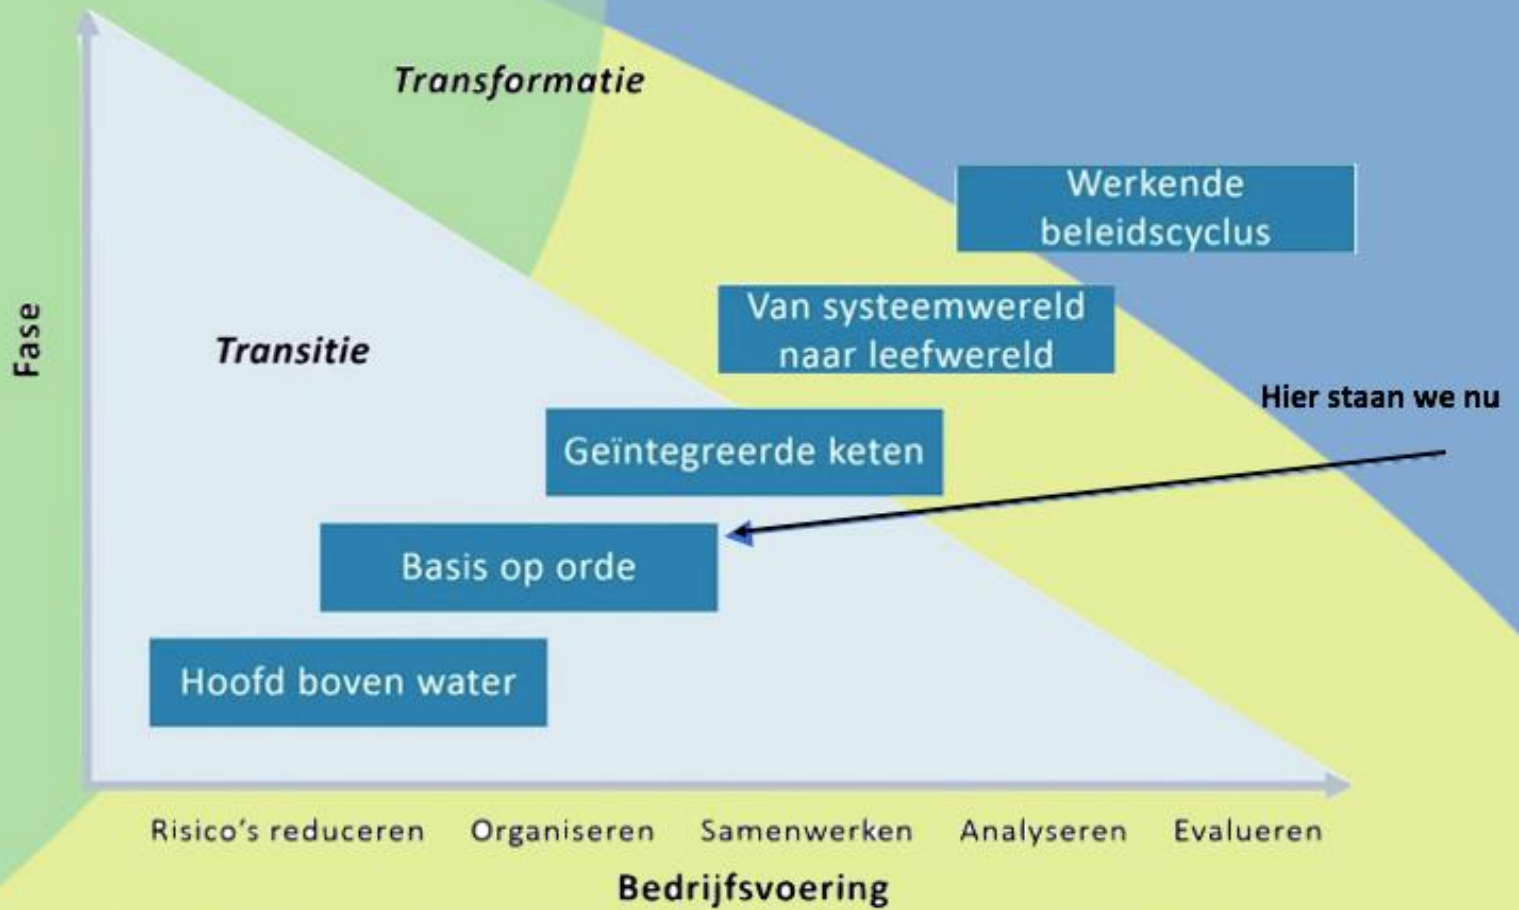 Transformatie
Werkende
beleidscyclus
Van systeemwereld
naar leefwereld
Fase
Transitie
Hier staan we nu
Geïntegreerde keten
Basis op orde
Hoofd boven water
Risico’s reduceren
Organiseren
Samenwerken
Analyseren
Evalueren
Bedrijfsvoering